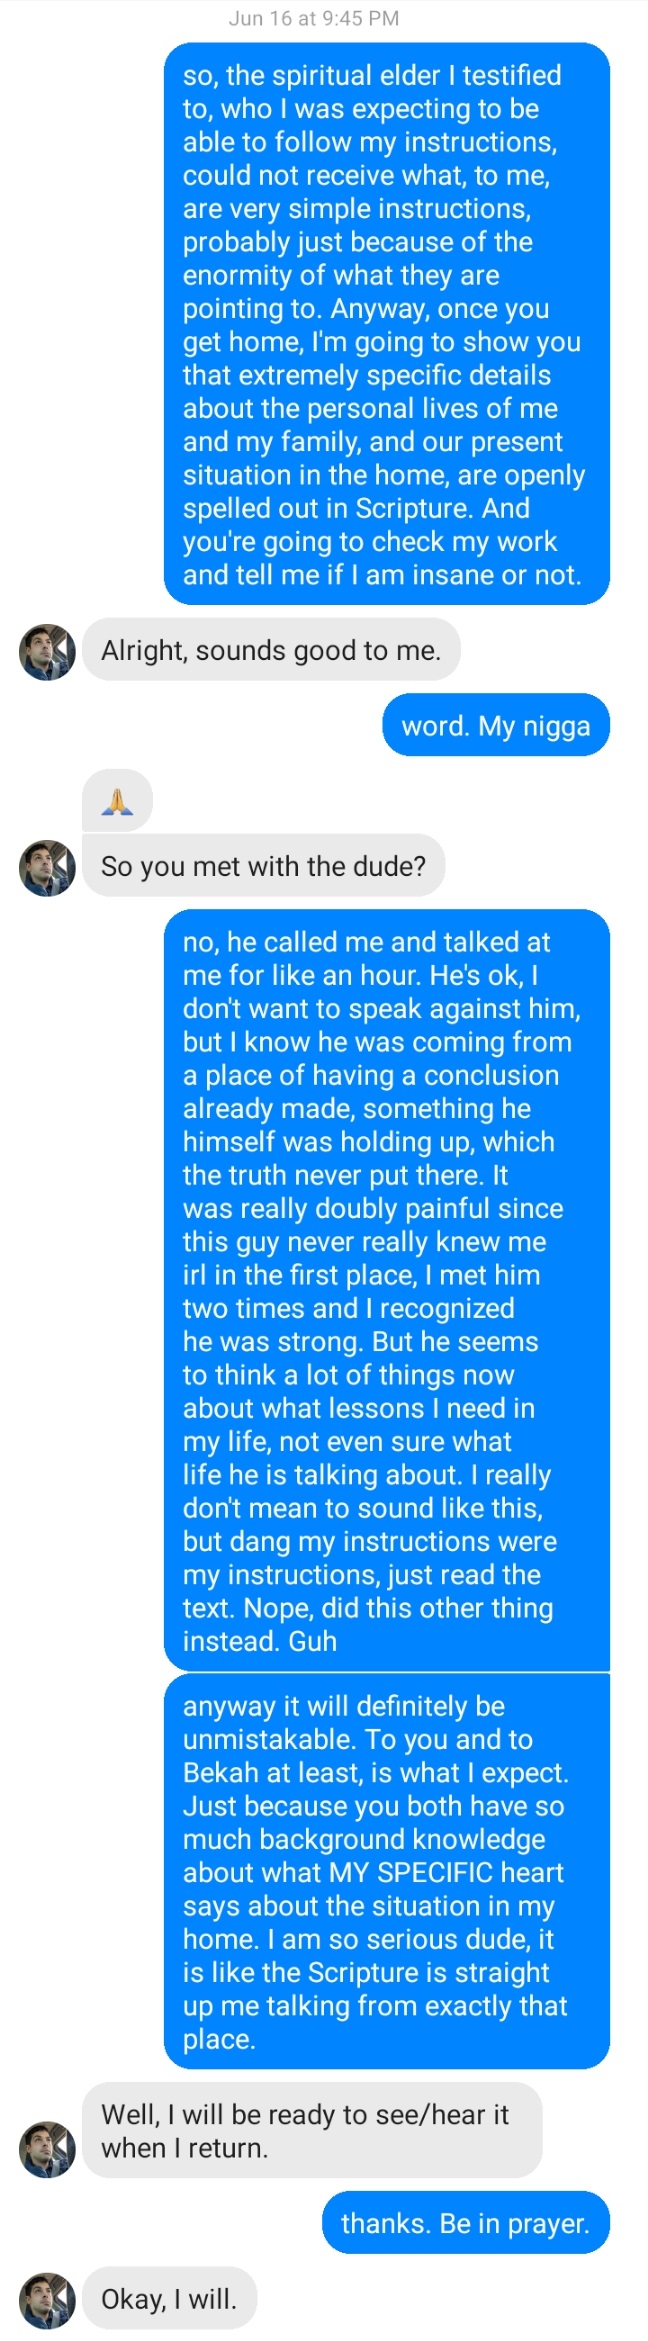 Jun 16 at 9:45 PM
so, the spiritual elder I testified
to, who I was expecting to be
able to follow my instructions,
could not receive what, to me,
are very simple instructions,
probably just because of the
enormity of what they are
pointing to. Anyway, once you
get home, I'm going to show you
that extremely specific details
about the personal lives of me
and my family, and our present
situation in the home, are openly
spelled out in Scripture. And
you're going to check my work
and tell me if I am insane or not.
Alright, sounds good to me.
word. My nigga
🙏
So you met with the dude?
no, he called me and talked at
me for like an hour. He's ok, I
don't want to speak against him,
but I know he was coming from
a place of having a conclusion
already made, something he
himself was holding up, which
the truth never put there. It
was really doubly painful since
this guy never really knew me
irl in the first place, I met him
two times and I recognized
he was strong. But he seems
to think a lot of things now
about what lessons I need in
my life, not even sure what
life he is talking about. I really
don't mean to sound like this,
but dang my instructions were
my instructions, just read the
text. Nope, did this other thing
instead. Guh
anyway it will definitely be
unmistakable. To you and to
Bekah at least, is what I expect.
Just because you both have so
much background knowledge
about what MY SPECIFIC heart
says about the situation in my
home. I am so serious dude, it
is like the Scripture is straight
up me talking from exactly that
place.
Well, I will be ready to see/hear it
when I return.
thanks. Be in prayer.
Okay, I will.